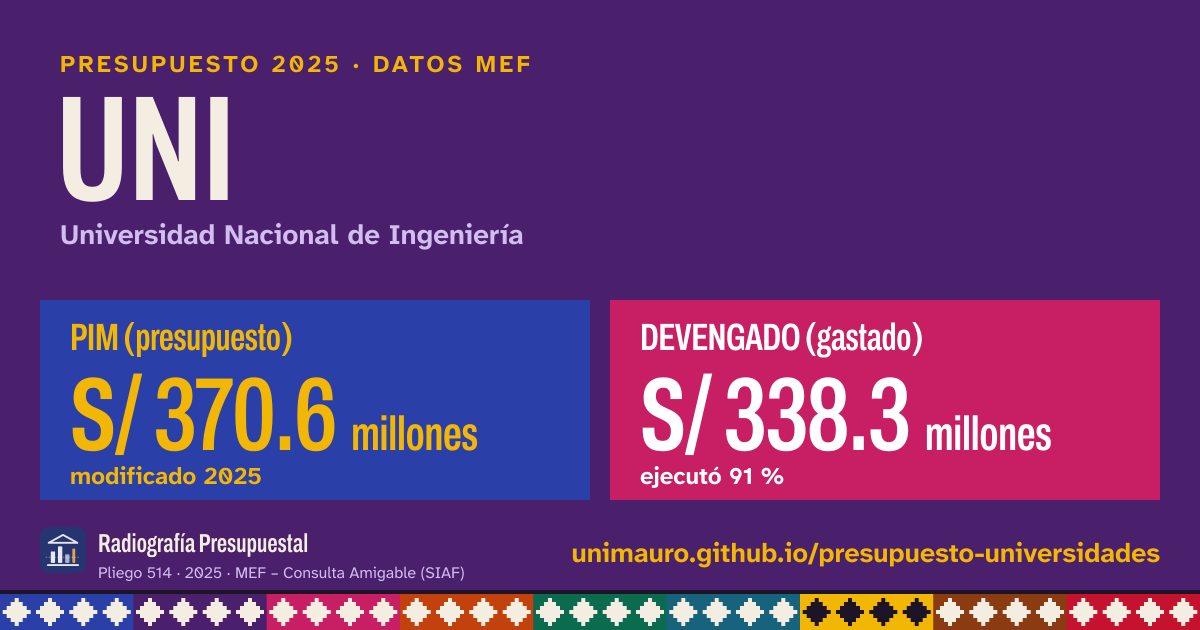 PRESUPUESTO 2025 · DATOS MEF
UNI
Universidad Nacional de Ingeniería
PIM (presupuesto)
S/ 370.6 millones
modificado 2025
DEVENGADO (gastado)
S/ 338.3 millones
ejecutó 91 %
Radiografía Presupuestal
Pliego 514 · 2025 · MEF – Consulta Amigable (SIAF)
unimauro.github.io/presupuesto-universidades